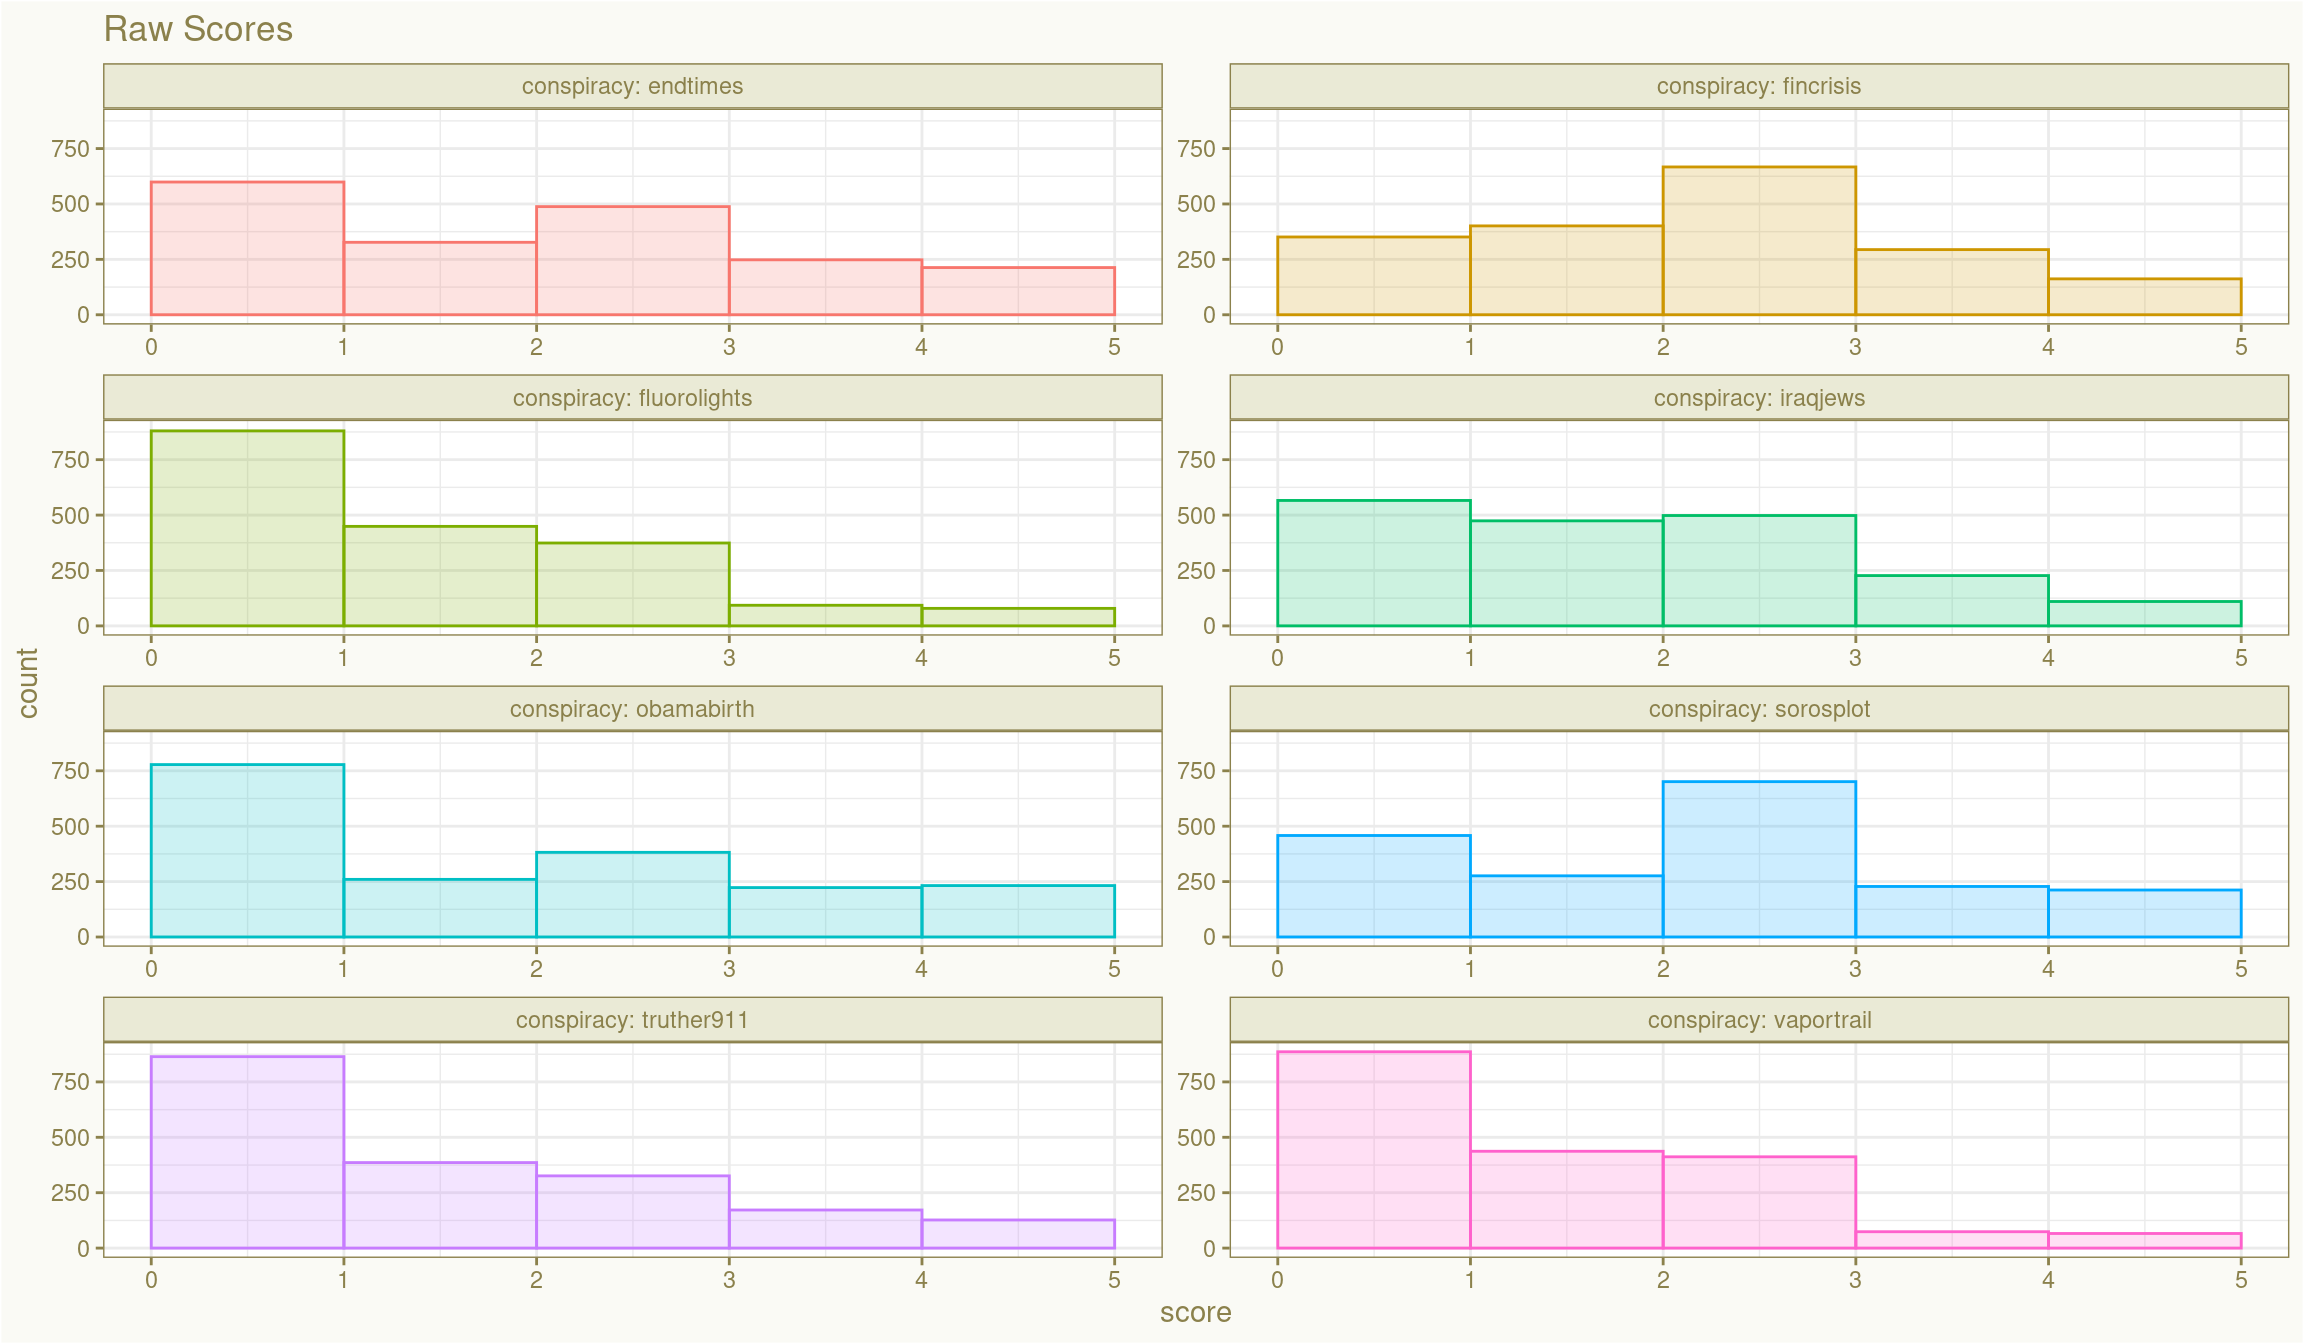 Raw Scores
conspiracy: endtimes
750
500
250
0
0 1 2 3 4 5
conspiracy: fincrisis
750
500
250
0
0 1 2 3 4 5
conspiracy: fluorolights
750
500
250
0
0 1 2 3 4 5
conspiracy: iraqjews
750
500
250
0
0 1 2 3 4 5
count
conspiracy: obamabirth
750
500
250
0
0 1 2 3 4 5
conspiracy: sorosplot
750
500
250
0
0 1 2 3 4 5
conspiracy: truther911
750
500
250
0
0 1 2 3 4 5
conspiracy: vaportrail
750
500
250
0
0 1 2 3 4 5
score